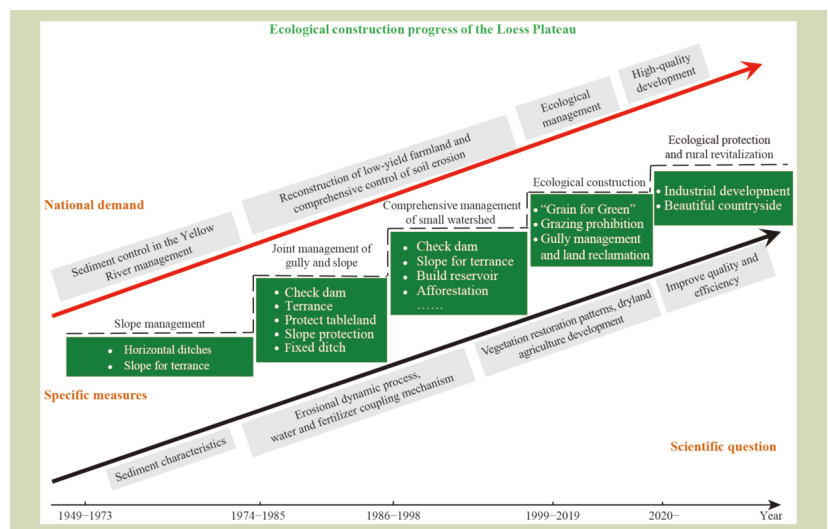 Ecological construction progress of the Loess Plateau
High-quality
development
Ecological
management
Reconstruction of low-yield farmland and
comprehensive control of soil erosion
Sediment control in the Yellow
River management
National demand
Ecological protection
and rural revitalization
• Industrial development
• Beautiful countryside
Ecological construction
• “Grain for Green”
• Grazing prohibition
• Gully management
and land reclamation
Comprehensive management
of small watershed
• Check dam
• Slope for terrance
• Build reservoir
• Afforestation
……
Joint management of
gully and slope
• Check dam
• Terrance
• Protect tableland
• Slope protection
• Fixed ditch
Slope management
• Horizontal ditches
• Slope for terrance
Specific measures
Improve quality and
efficiency
Vegetation restoration patterns, dryland
agriculture development
Erosional dynamic process,
water and fertilizer coupling mechanism
Sediment characteristics
Scientific question
1949−1973
1974−1985
1986−1998
1999−2019
2020−
Year